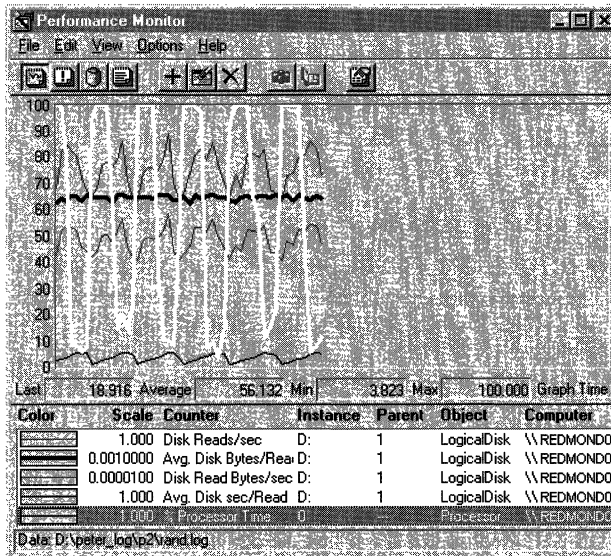 Performance Monitor
File Edit View Options Help
100
90
80
70
60
50
40
30
20
10
0
Last 18.916 Average 56.132 Min 3.823 Max 100.000 Graph Time
Color Scale Counter Instance Parent Object Computer
1.000 Disk Reads/sec D: 1 LogicalDisk \\REDMOND0
0.0010000 Avg. Disk Bytes/Rea D: 1 LogicalDisk \\REDMOND0
0.0000100 Disk Read Bytes/sec D: 1 LogicalDisk \\REDMOND0
1.000 Avg. Disk sec/Read D: 1 LogicalDisk \\REDMOND0
1.000 % Processor Time 0 Processor \\REDMOND0
Data: D:\peter_log\p2\rand.log